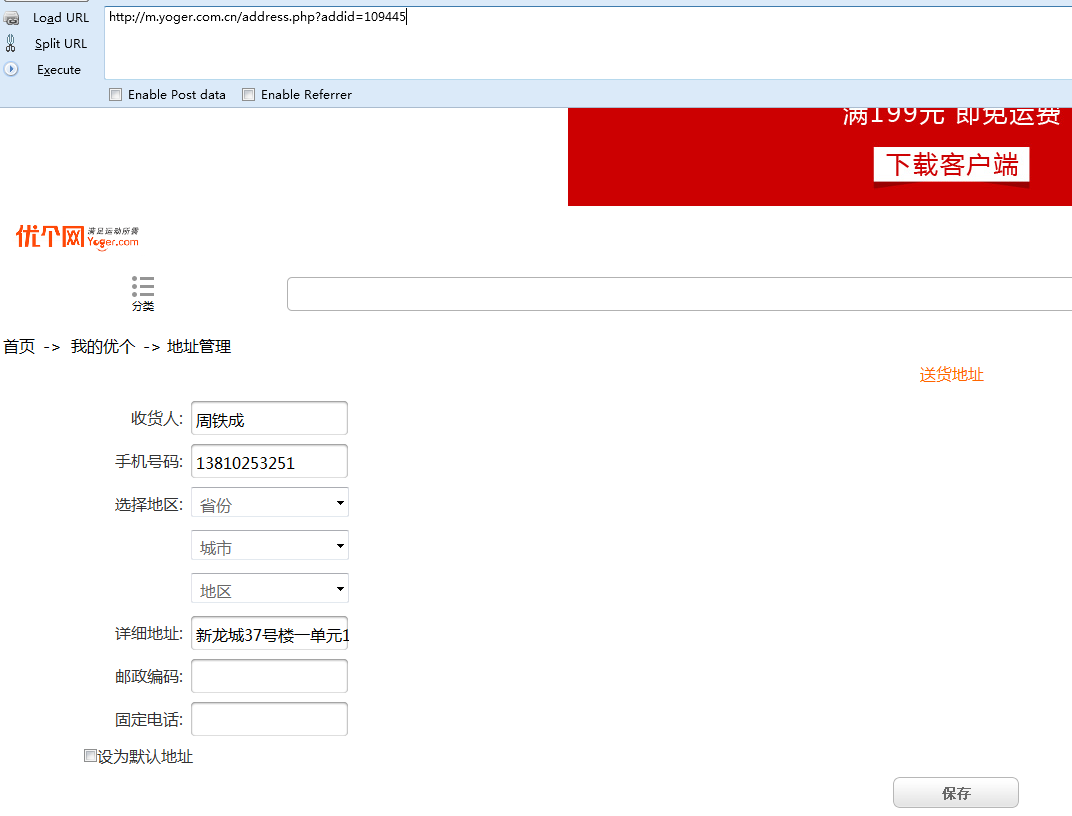 Load URL
http://m.yoger.com.cn/address.php?addid=109445
Split URL
Execute
Enable Post data
Enable Referrer
满199元 即免运费
下载客户端
优个网
满足运动所需
Yoger.com
分类
首页 -> 我的优个 -> 地址管理
送货地址
收货人:
周铁成
手机号码:
13810253251
选择地区:
省份
城市
地区
详细地址:
新龙城37号楼一单元1
邮政编码:
固定电话:
设为默认地址
保存